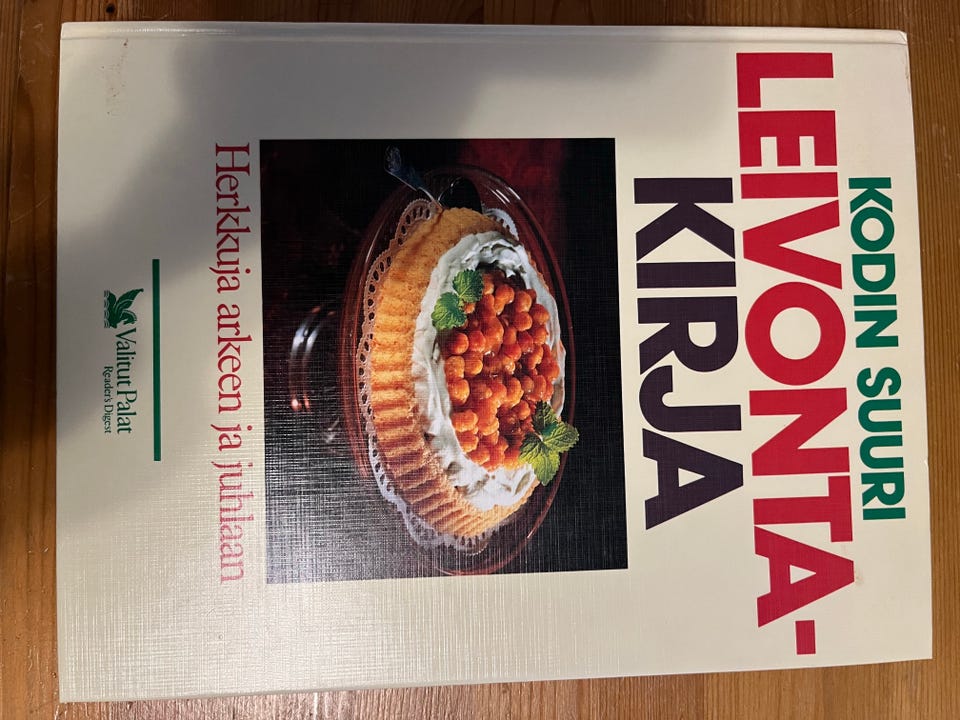 KODIN SUURI
LEIVONTA-
KIRJA
Herkkuja arkeen ja juhlaan
Valitut Palat
Reader's Digest